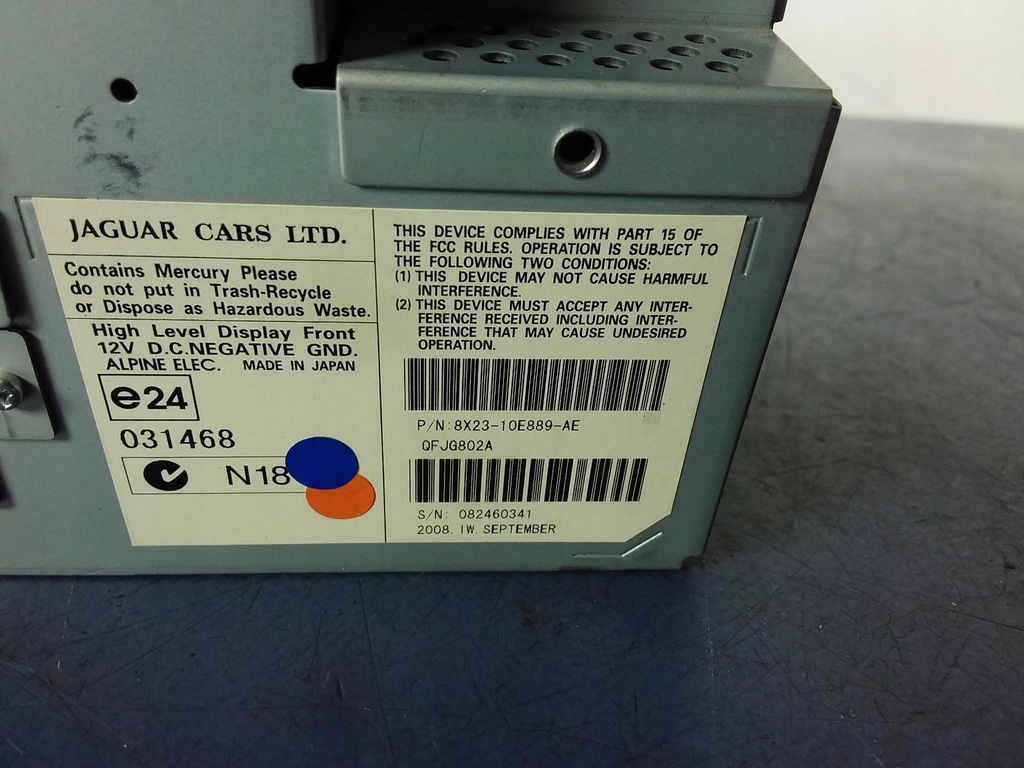 JAGUAR CARS LTD.
Contains Mercury Please
do not put in Trash-Recycle
or Dispose as Hazardous Waste.
High Level Display Front
12V D.C.NEGATIVE GND.
ALPINE ELEC. MADE IN JAPAN
e24
031468
N18
THIS DEVICE COMPLIES WITH PART 15 OF
THE FCC RULES. OPERATION IS SUBJECT TO
THE FOLLOWING TWO CONDITIONS:
(1) THIS DEVICE MAY NOT CAUSE HARMFUL
INTERFERENCE.
(2) THIS DEVICE MUST ACCEPT ANY INTER-
FERENCE RECEIVED INCLUDING INTER-
FERENCE THAT MAY CAUSE UNDESIRED
OPERATION.
P/N:8X23-10E889-AE
QFJG802A
S/N: 082460341
2008. 1W. SEPTEMBER